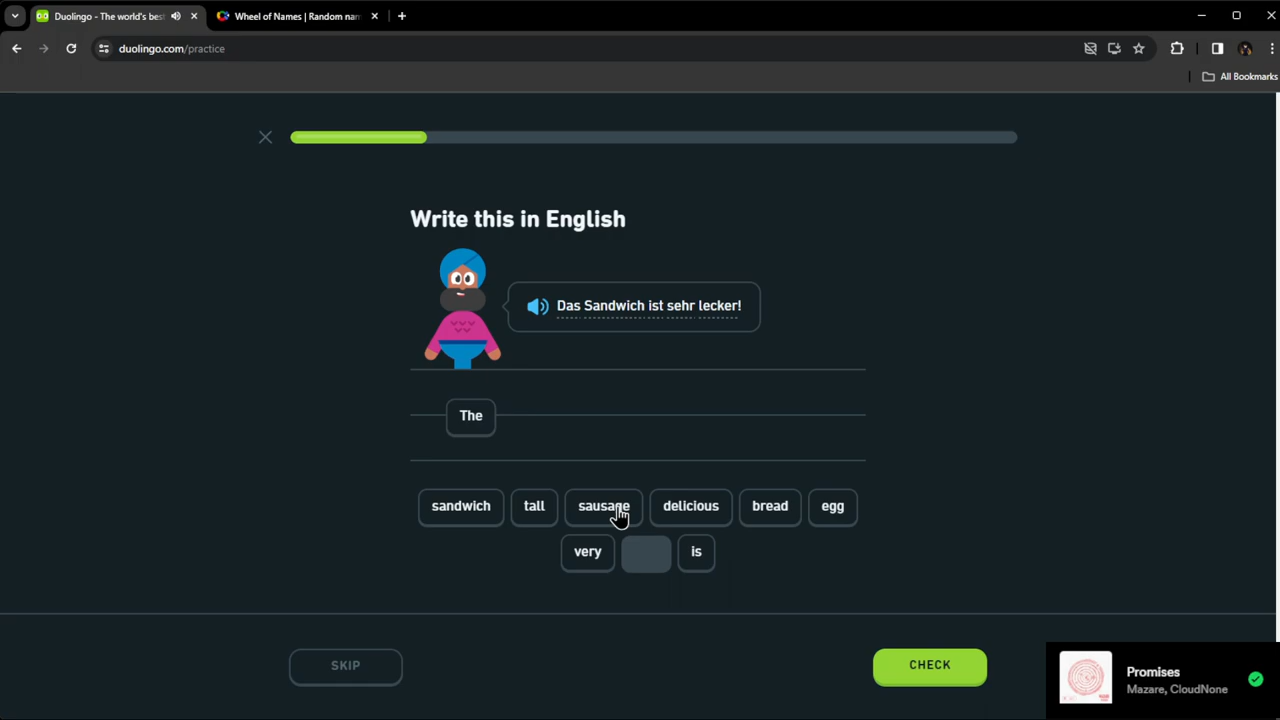 Duolingo - The world's best
Wheel of Names | Random nam
duolingo.com/practice
All Bookmarks
Write this in English
Das Sandwich ist sehr lecker!
The
sandwich tall sausage delicious bread egg
very is
SKIP
CHECK
Promises
Mazare, CloudNone